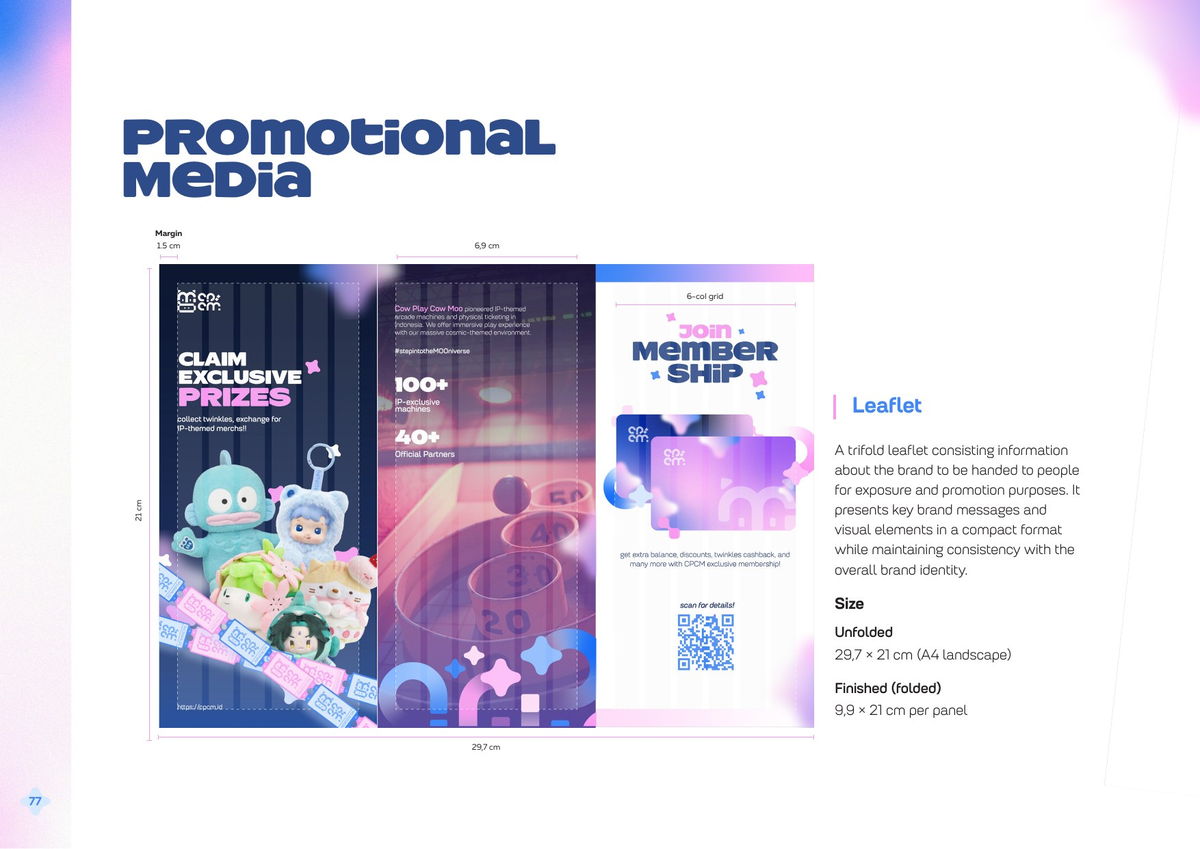 PROMOTIONAL
MEDIA
Margin
1.5 cm
6,9 cm
21 cm
CPCM
CLAIM
EXCLUSIVE
PRIZES
collect twinkles, exchange for
IP-themed merchs!!
https://cpcm.id
Cow Play Cow Moo pioneered IP-themed
arcade machines and physical ticketing in
Indonesia. We offer immersive play experience
with our massive cosmic-themed environment.
#stepintotheMOOniverse
100+
IP-exclusive
machines
40+
Official Partners
50
40
30
20
6-col grid
JOIN
MEMBER
SHIP
CPCM
CPCM
get extra balance, discounts, twinkles cashback, and
many more with CPCM exclusive membership!
scan for details!
29,7 cm
Leaflet
A trifold leaflet consisting information
about the brand to be handed to people
for exposure and promotion purposes. It
presents key brand messages and
visual elements in a compact format
while maintaining consistency with the
overall brand identity.
Size
Unfolded
29,7 × 21 cm (A4 landscape)
Finished (folded)
9,9 × 21 cm per panel
77